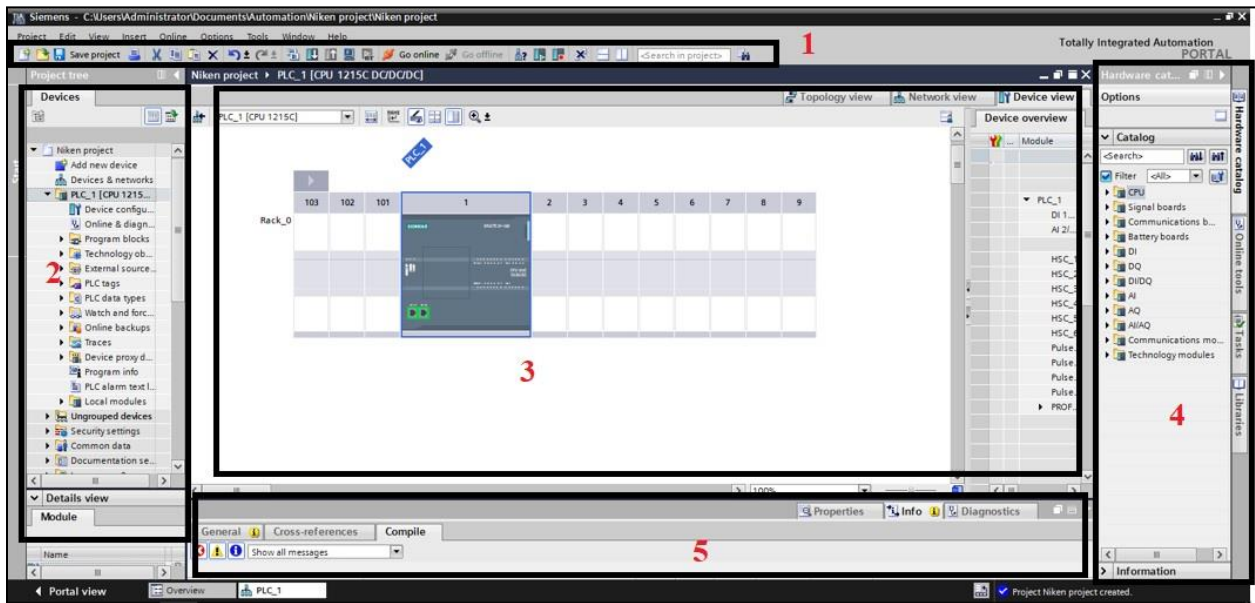 Siemens - C:\Users\Administrator\Documents\Automation\Niken project\Niken project
Project Edit View Insert Online Options Tools Window Help
Totally Integrated Automation
PORTAL
Save project
Go online
Go offline
<Search in project>
1
Project tree
Devices
Niken project
Add new device
Devices & networks
PLC_1 [CPU 1215...
Device configu...
Online & diagn...
Program blocks
Technology ob...
External source...
PLC tags
PLC data types
Watch and forc...
Online backups
Traces
Device proxy d...
Program info
PLC alarm text l...
Local modules
Ungrouped devices
Security settings
Common data
Documentation se...
2
Details view
Module
Name
Niken project PLC_1 [CPU 1215C DC/DC/DC]
Topology view
Network view
Device view
PLC_1 [CPU 1215C]
PLC_1
103 102 101 1 2 3 4 5 6 7 8 9
Rack_0
SIEMENS
3
100%
Device overview
... Module
PLC_1
DI 1...
AI 2/...
HSC_1
HSC_2
HSC_3
HSC_4
HSC_5
HSC_6
Pulse...
Pulse...
Pulse...
Pulse...
PROF...
Properties
Info
Diagnostics
General
Cross-references
Compile
Show all messages
5
Hardware cat...
Options
Catalog
<Search>
Filter
<All>
CPU
Signal boards
Communications b...
Battery boards
DI
DQ
DI/DQ
AI
AQ
AI/AQ
Communications mo...
Technology modules
4
Information
Hardware catalog
Online tools
Tasks
Libraries
Portal view
Overview
PLC_1
Project Niken project created.